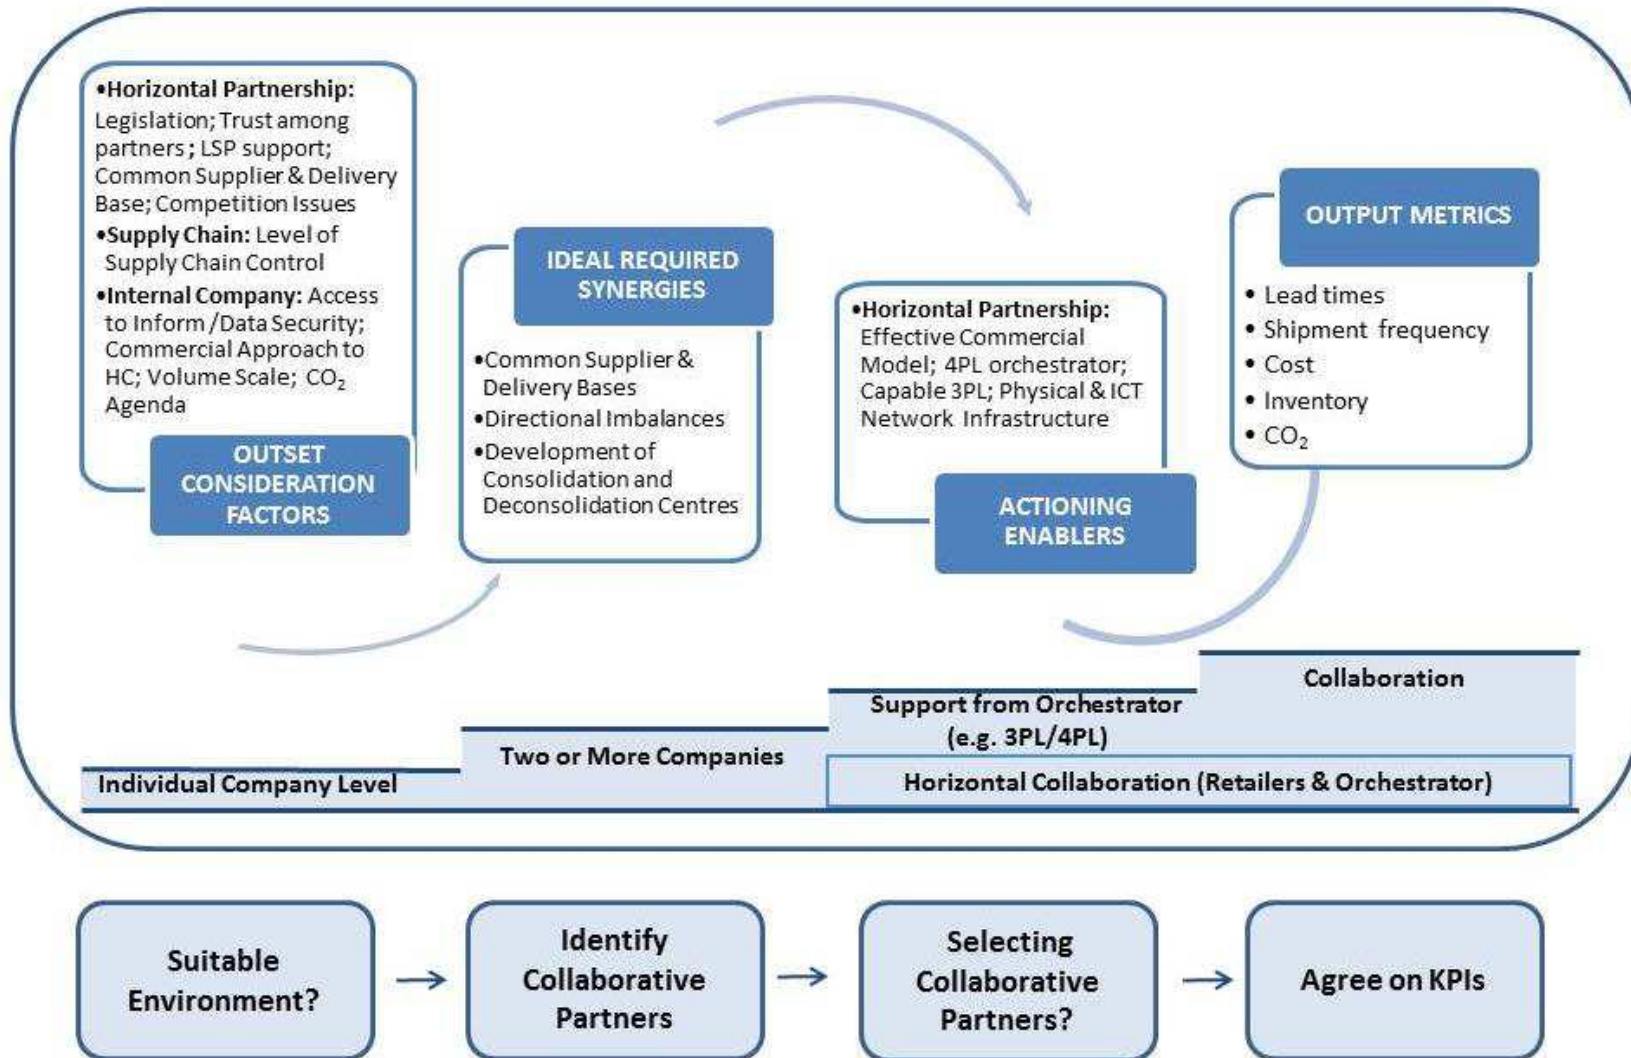 •Horizontal Partnership:
Legislation; Trust among
partners ; LSP support;
Common Supplier & Delivery
Base; Competition Issues
•Supply Chain: Level of
Supply Chain Control
•Internal Company: Access
to Inform /Data Security;
Commercial Approach to
HC; Volume Scale; CO₂
Agenda
OUTSET
CONSIDERATION
FACTORS
IDEAL REQUIRED
SYNERGIES
•Common Supplier &
Delivery Bases
•Directional Imbalances
•Development of
Consolidation and
Deconsolidation Centres
•Horizontal Partnership:
Effective Commercial
Model; 4PL orchestrator;
Capable 3PL; Physical & ICT
Network Infrastructure
ACTIONING
ENABLERS
OUTPUT METRICS
• Lead times
• Shipment frequency
• Cost
• Inventory
• CO₂
Individual Company Level
Two or More Companies
Support from Orchestrator
(e.g. 3PL/4PL)
Collaboration
Horizontal Collaboration (Retailers & Orchestrator)
Suitable
Environment?
Identify
Collaborative
Partners
Selecting
Collaborative
Partners?
Agree on KPIs